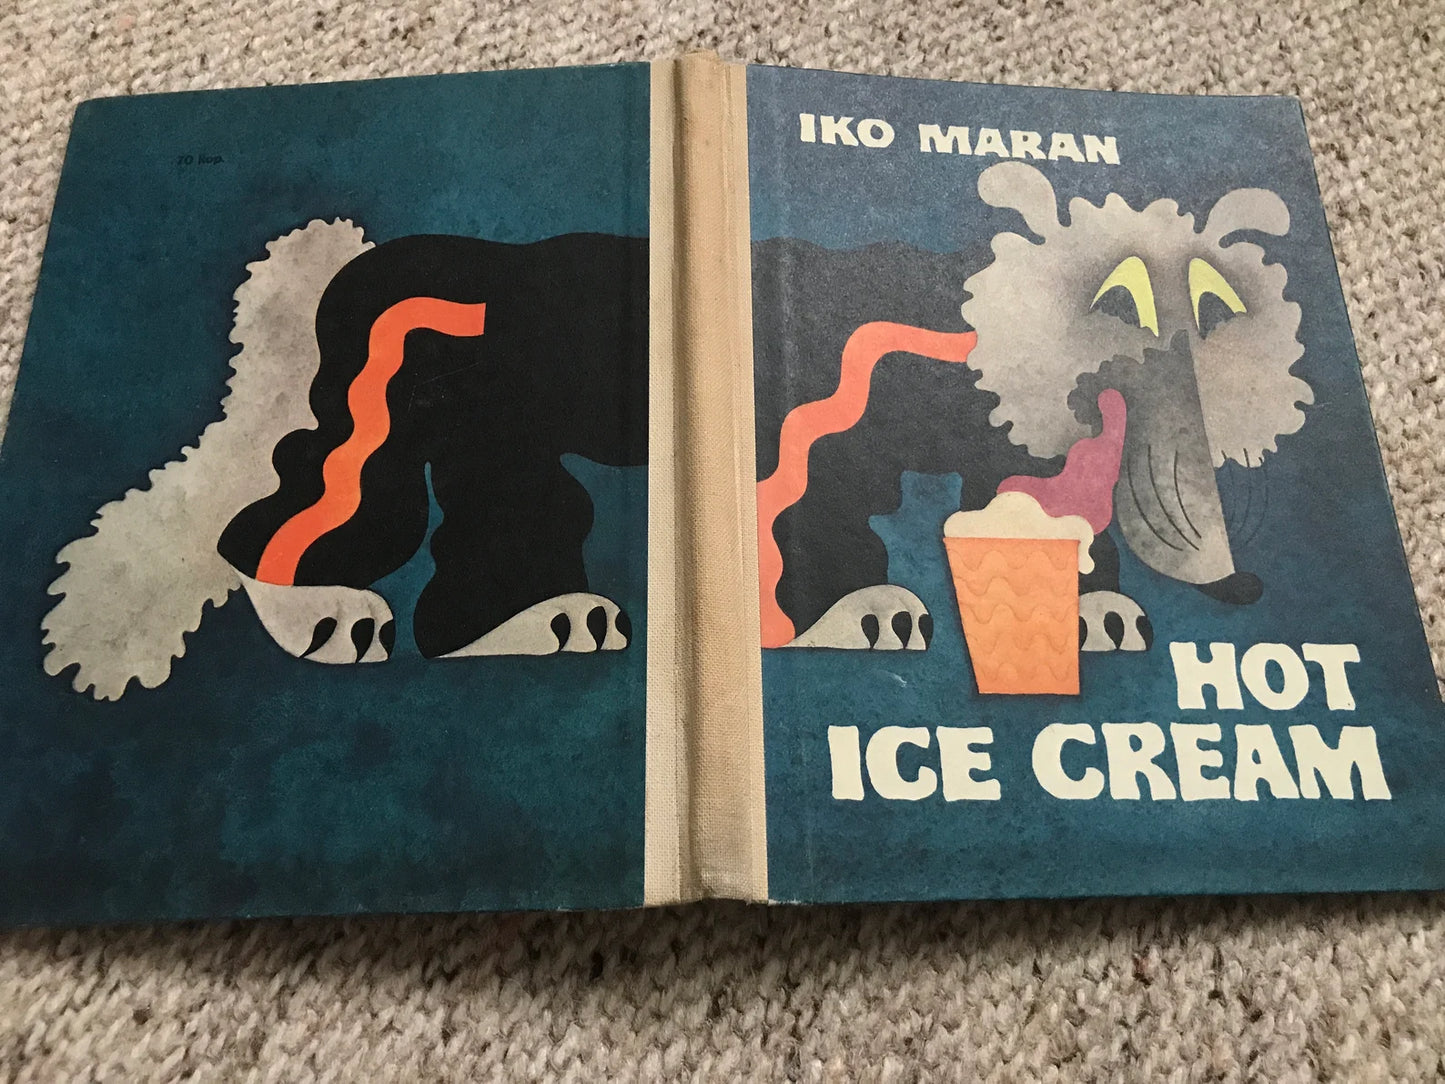 70 kop.
IKO MARAN
HOT
ICE CREAM